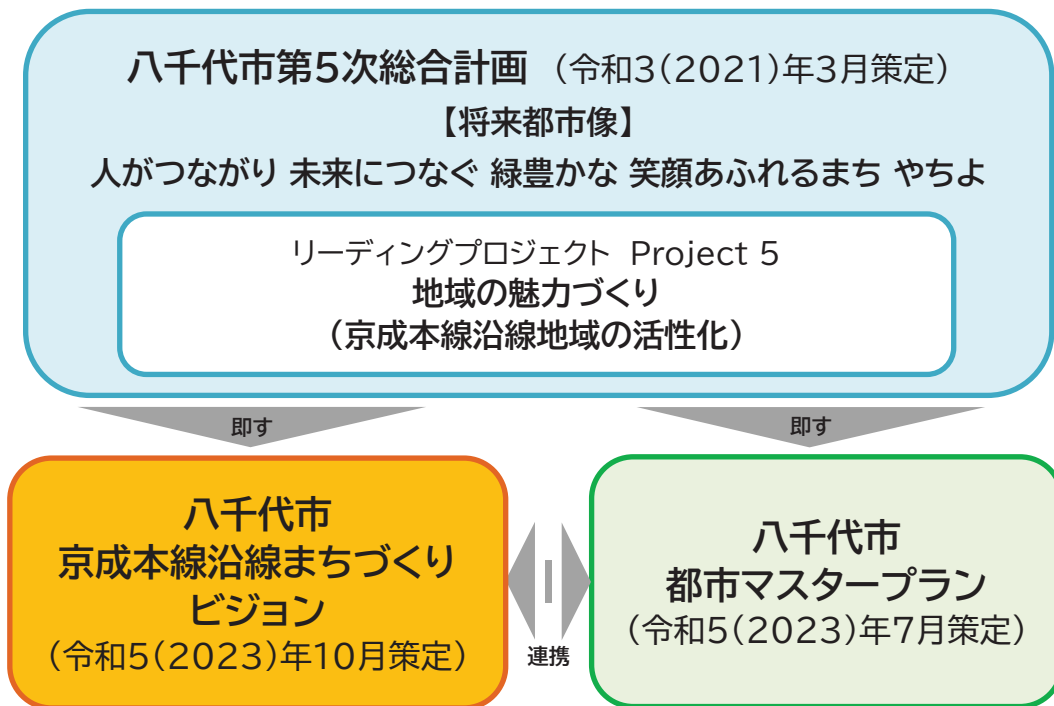 八千代市第5次総合計画 （令和3(2021)年3月策定）
【将来都市像】
人がつながり 未来につなぐ 緑豊かな 笑顔あふれるまち やちよ
リーディングプロジェクト Project 5
地域の魅力づくり
（京成本線沿線地域の活性化）
即す
即す
八千代市
京成本線沿線まちづくり
ビジョン
（令和5(2023)年10月策定）
連携
八千代市
都市マスタープラン
（令和5(2023)年7月策定）